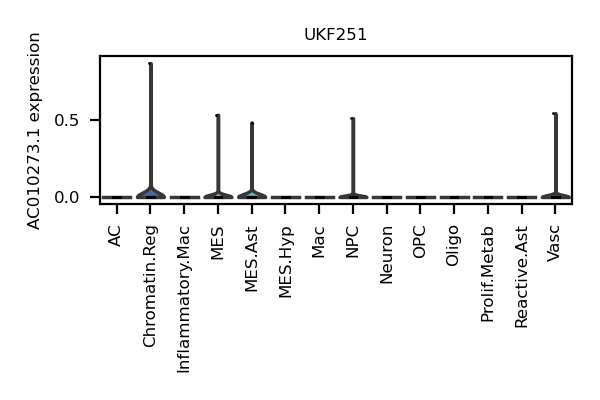 UKF251
AC010273.1 expression
0.5
0.0
AC
Chromatin.Reg
Inflammatory.Mac
MES
MES.Ast
MES.Hyp
Mac
NPC
Neuron
OPC
Oligo
Prolif.Metab
Reactive.Ast
Vasc